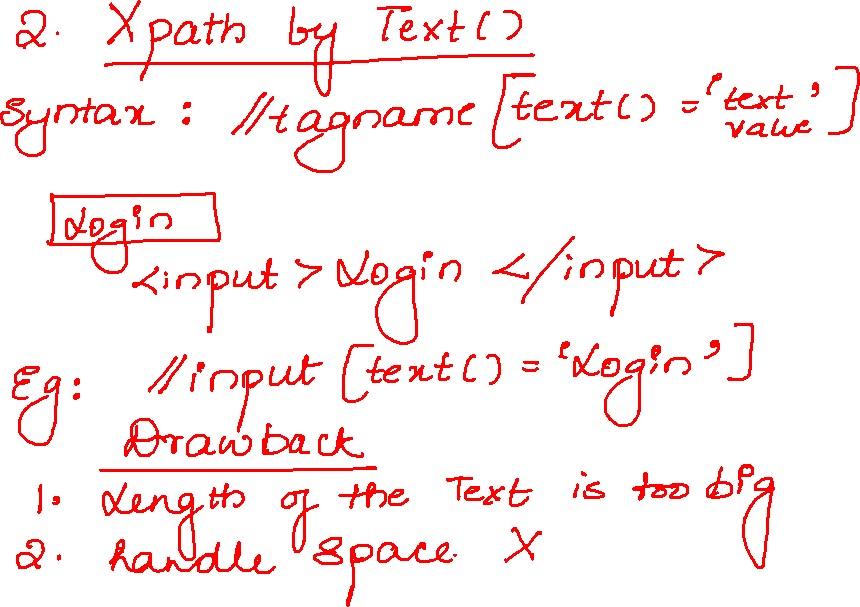 2. Xpath by Text()
Syntax : //tagname [text() = 'text value']
Login
<input> Login </input>
Eg: //input [text() = 'Login']
Drawback
1. Length of the Text is too big
2. handle space X